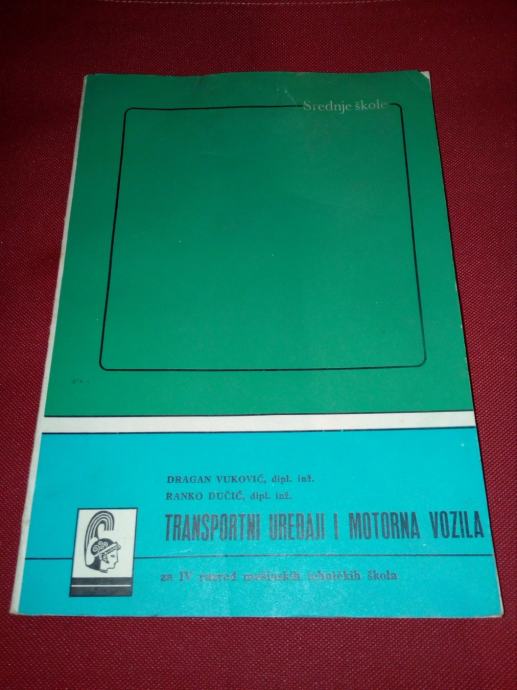 Srednje škole
DRAGAN VUKOVIĆ, dipl. inž.
RANKO DUČIĆ, dipl. inž.
TRANSPORTNI UREĐAJI I MOTORNA VOZILA
za IV razred mašinskih tehničkih škola